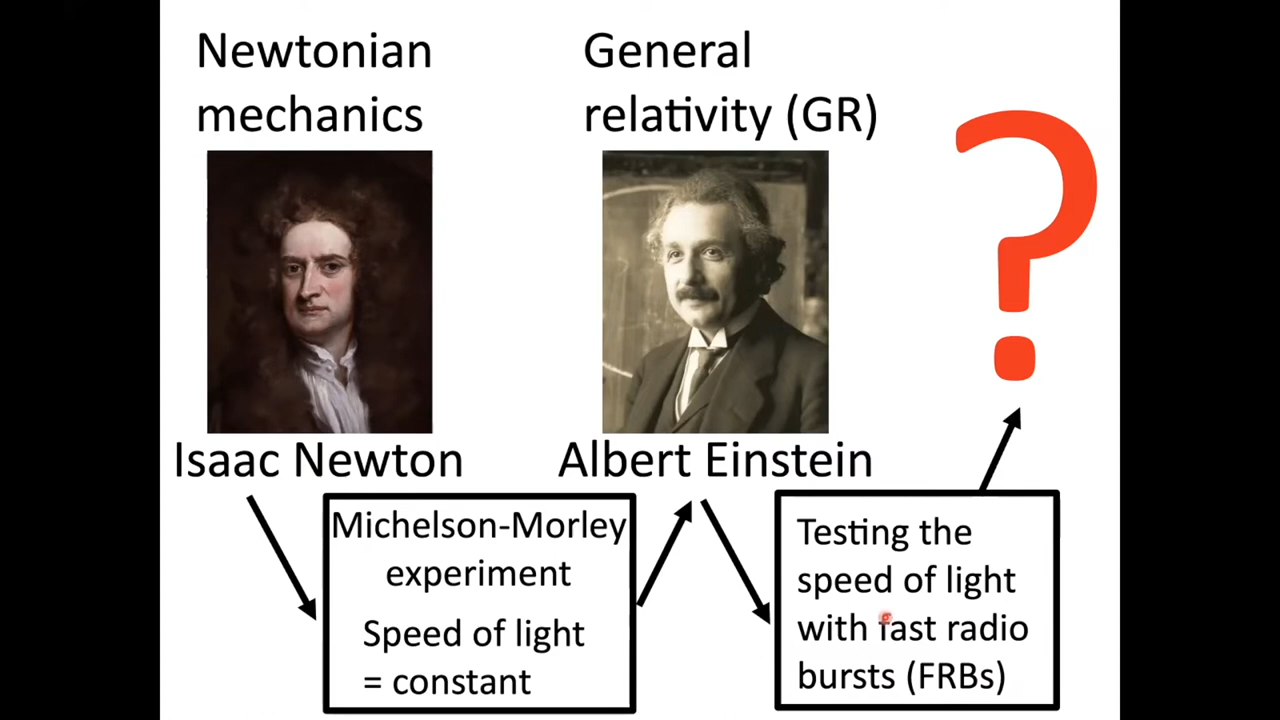 Newtonian
mechanics
General
relativity (GR)
?
Isaac Newton
Albert Einstein
Michelson-Morley
experiment
Speed of light
= constant
Testing the
speed of light
with fast radio
bursts (FRBs)